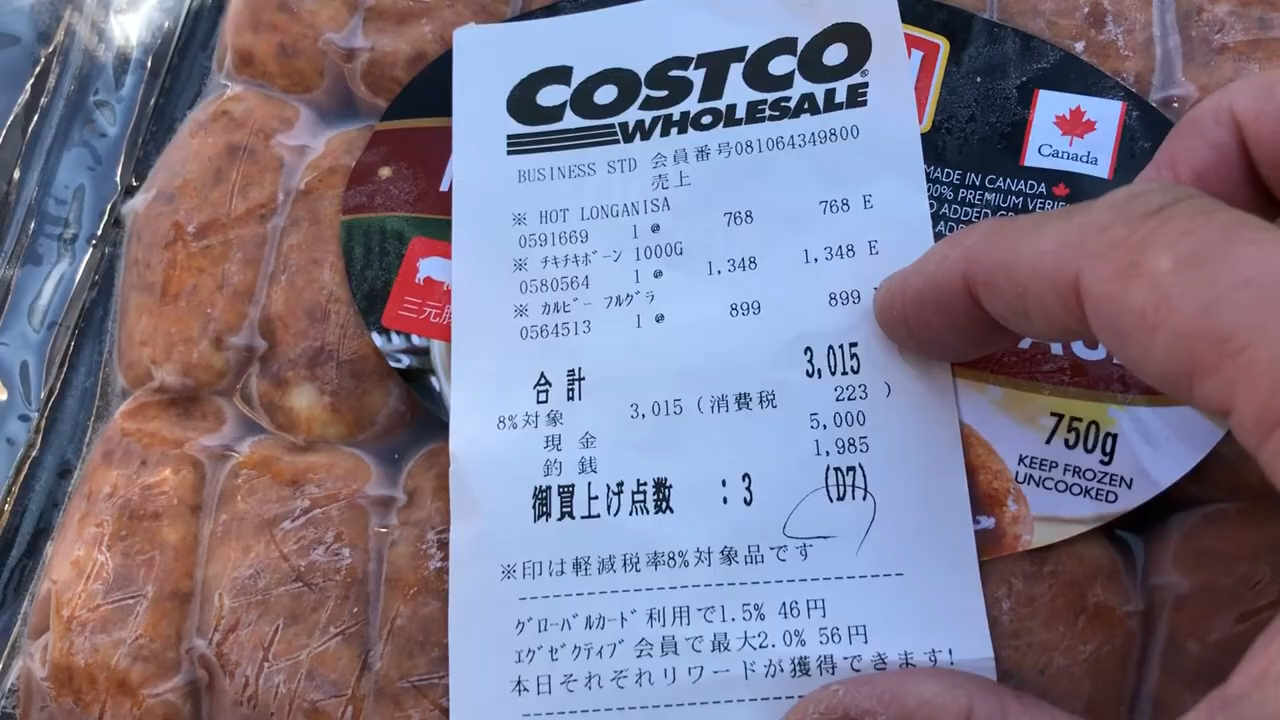 COSTCO
WHOLESALE
BUSINESS STD 会員番号081064349800
売上
※ HOT LONGANISA
0591669 1 @ 768 768 E
※ チキチキボーン 1000G
0580564 1 @ 1,348 1,348 E
※ カルビー フルグラ
0564513 1 @ 899 899
合計 3,015
8%対象 3,015 (消費税 223 )
現金 5,000
釣銭 1,985
御買上げ点数 : 3 (D7)
※印は軽減税率8%対象品です
グローバルカード利用で1.5% 46円
エグゼクティブ会員で最大2.0% 56円
本日それぞれリワードが獲得できます!
Canada
MADE IN CANADA
100% PREMIUM
ADDED
三元豚
750g
KEEP FROZEN
UNCOOKED